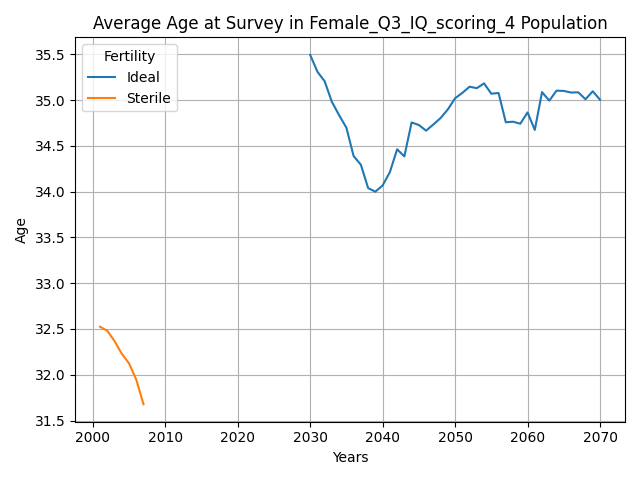 Average Age at Survey in Female_Q3_IQ_scoring_4 Population
Fertility
Ideal
Sterile
Age
35.5
35.0
34.5
34.0
33.5
33.0
32.5
32.0
31.5
2000 2010 2020 2030 2040 2050 2060 2070
Years